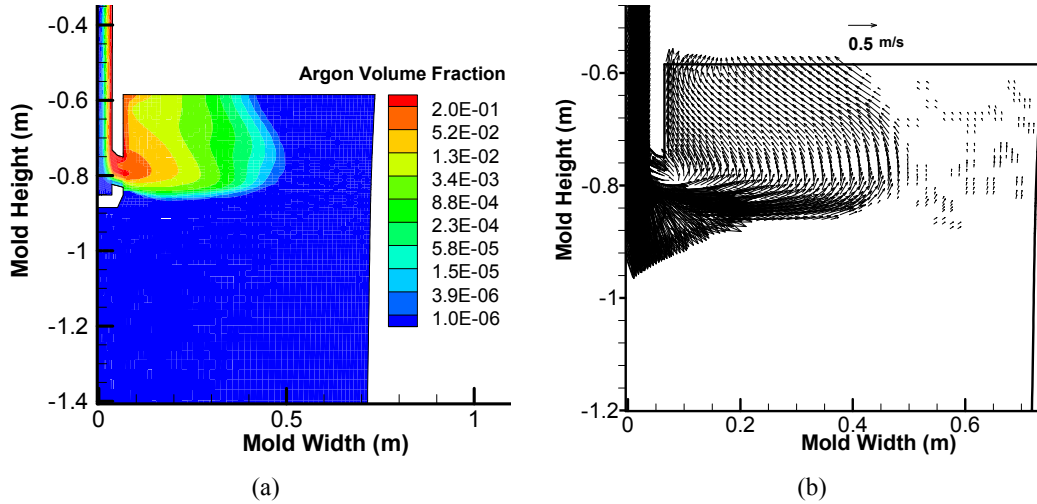 -0.4
-0.6
-0.8
-1
-1.2
-1.4
Mold Height (m)
0
0.5
1
Mold Width (m)
Argon Volume Fraction
2.0E-01
5.2E-02
1.3E-02
3.4E-03
8.8E-04
2.3E-04
5.8E-05
1.5E-05
3.9E-06
1.0E-06
(a)
0.5 m/s
-0.6
-0.8
-1
-1.2
Mold Height (m)
0
0.2
0.4
0.6
Mold Width (m)
(b)